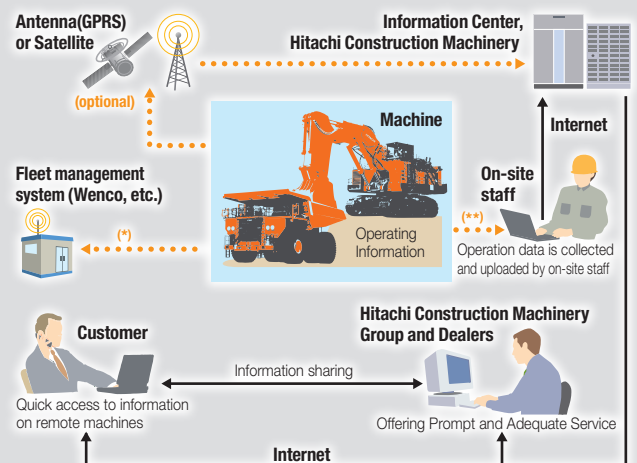 Antenna(GPRS)
or Satellite
(optional)
Information Center,
Hitachi Construction Machinery
Machine
Internet
Fleet management
system (Wenco, etc.)
(*)
Operating
Information
(**)
On-site
staff
Operation data is collected
and uploaded by on-site staff
Customer
Quick access to information
on remote machines
Information sharing
Hitachi Construction Machinery
Group and Dealers
Offering Prompt and Adequate Service
Internet